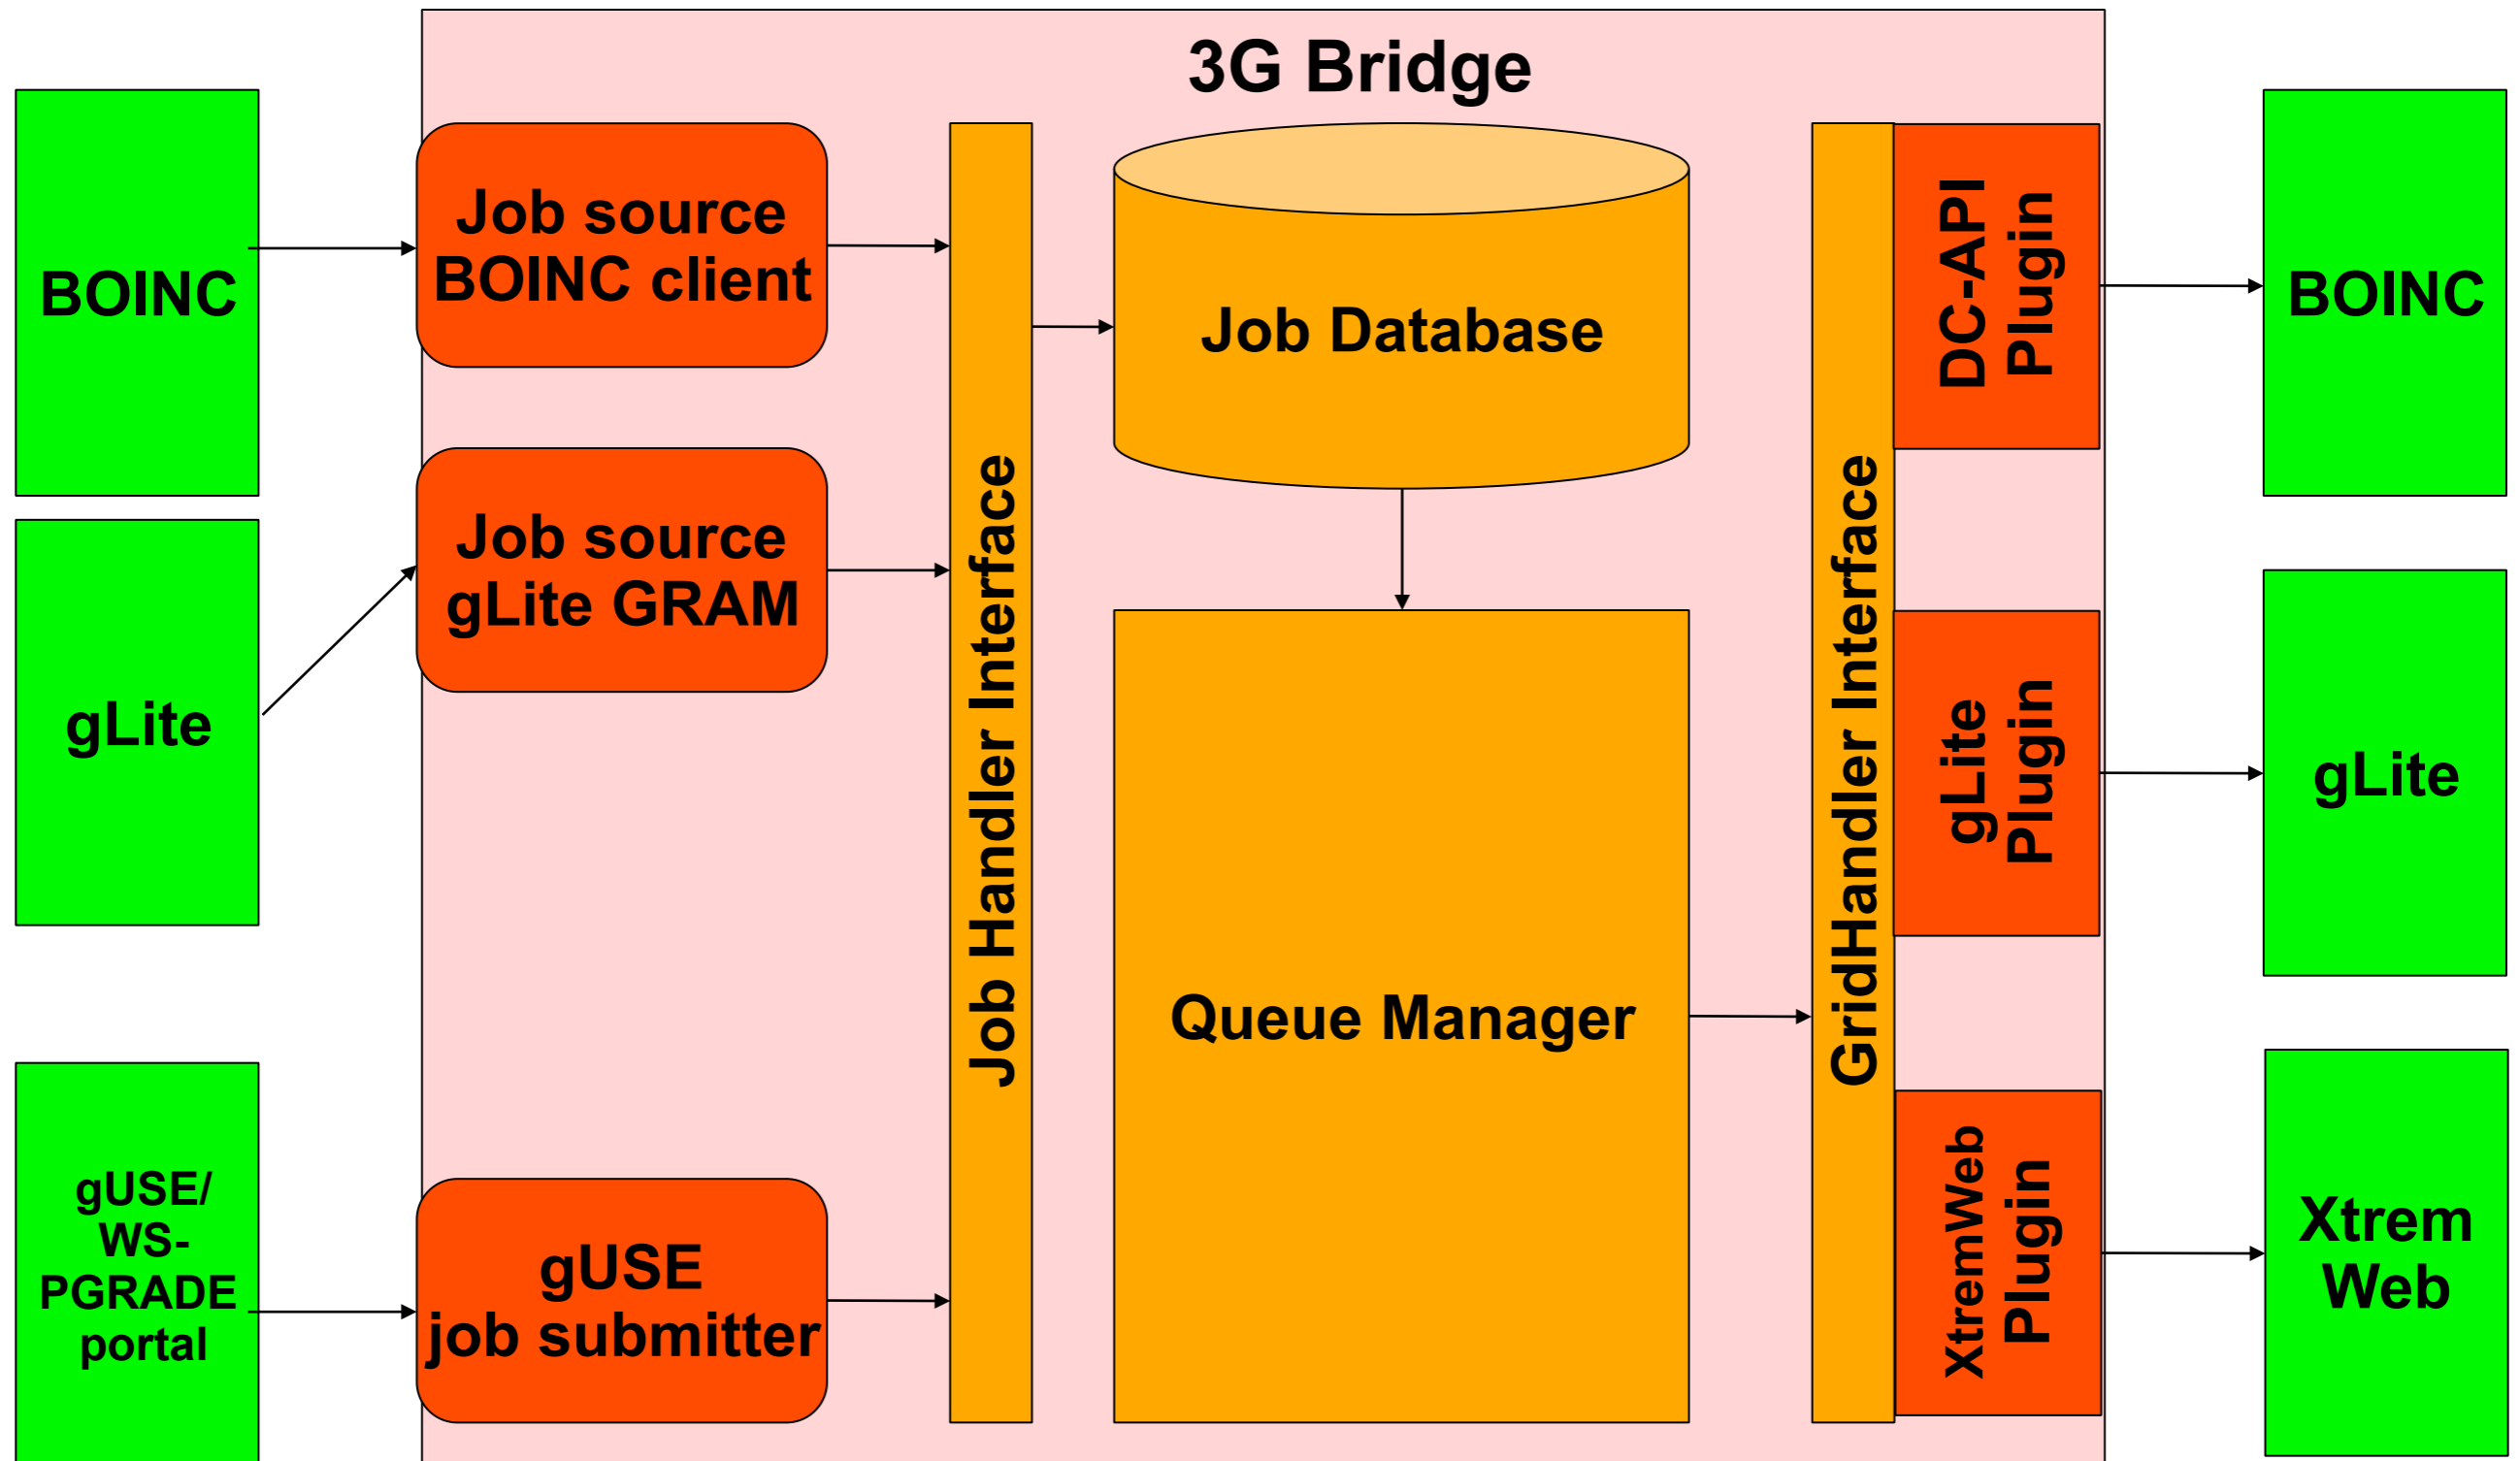 3G Bridge
BOINC
Job source
BOINC client
Job Database
DC-API
Plugin
BOINC
gLite
Job source
gLite GRAM
Job Handler Interface
Queue Manager
GridHandler Interface
gLite
Plugin
gLite
gUSE/
WS-
PGRADE
portal
gUSE
job submitter
XtremWeb
Plugin
Xtrem
Web